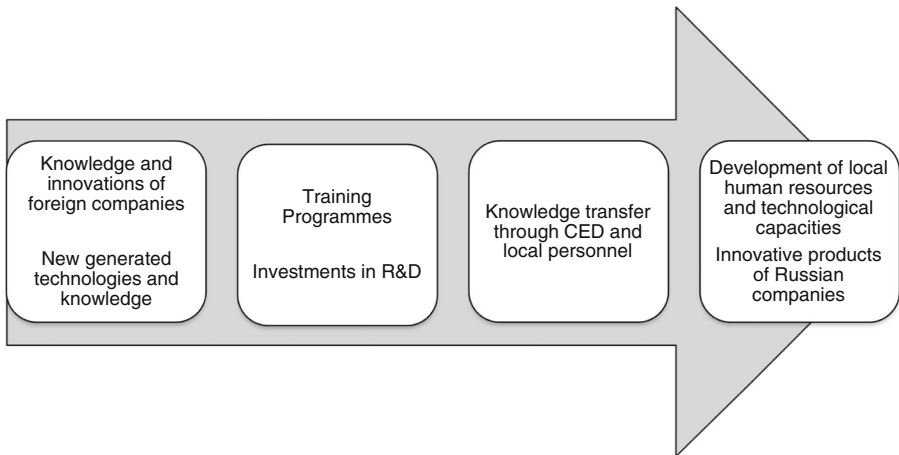 Knowledge and
innovations of
foreign companies
New generated
technologies and
knowledge
Training
Programmes
Investments in R&D
Knowledge transfer
through CED and
local personnel
Development of local
human resources
and technological
capacities
Innovative products
of Russian
companies